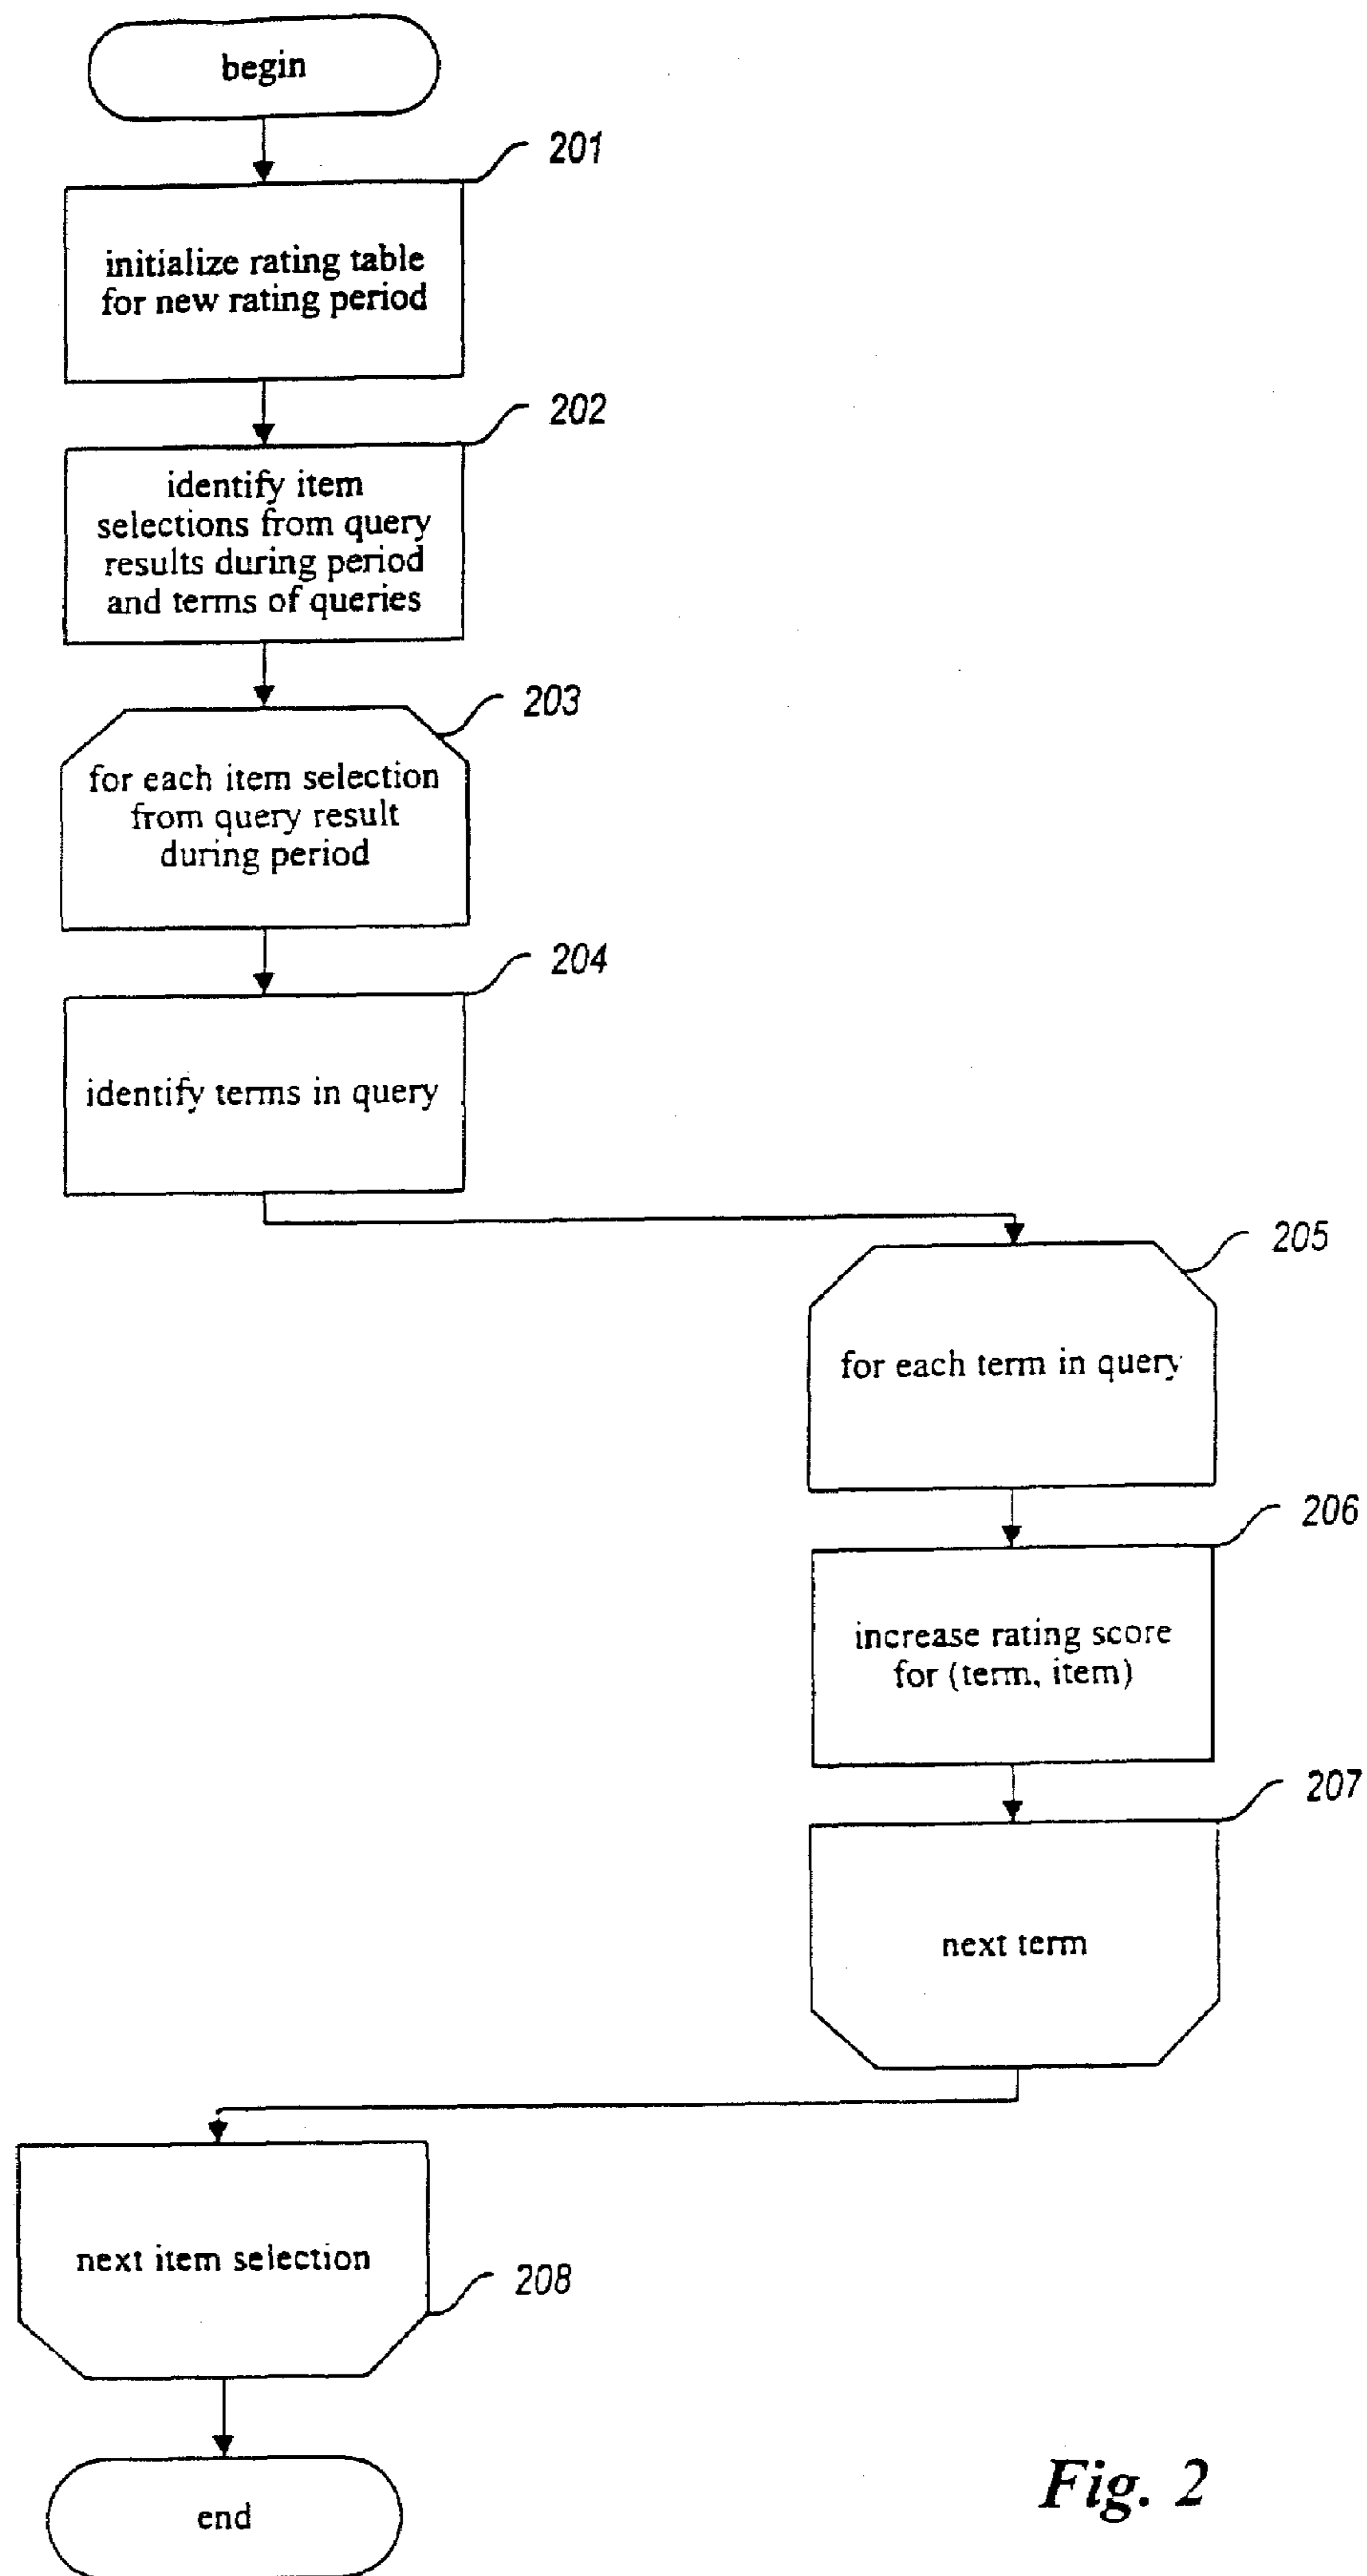 begin
201
initialize rating table
for new rating period
202
identify item
selections from query
results during period
and terms of queries
203
for each item selection
from query result
during period
204
identify terms in query
205
for each term in query
206
increase rating score
for (term, item)
207
next term
next item selection
208
end
Fig. 2